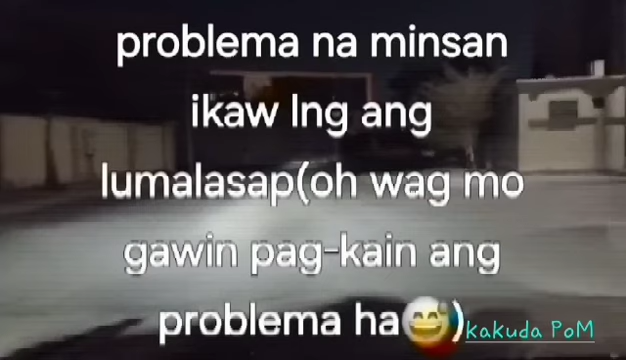 problema na minsan
ikaw lng ang
lumalasap(oh wag mo
gawin pag-kain ang
problema ha😅)
kakuda PoM